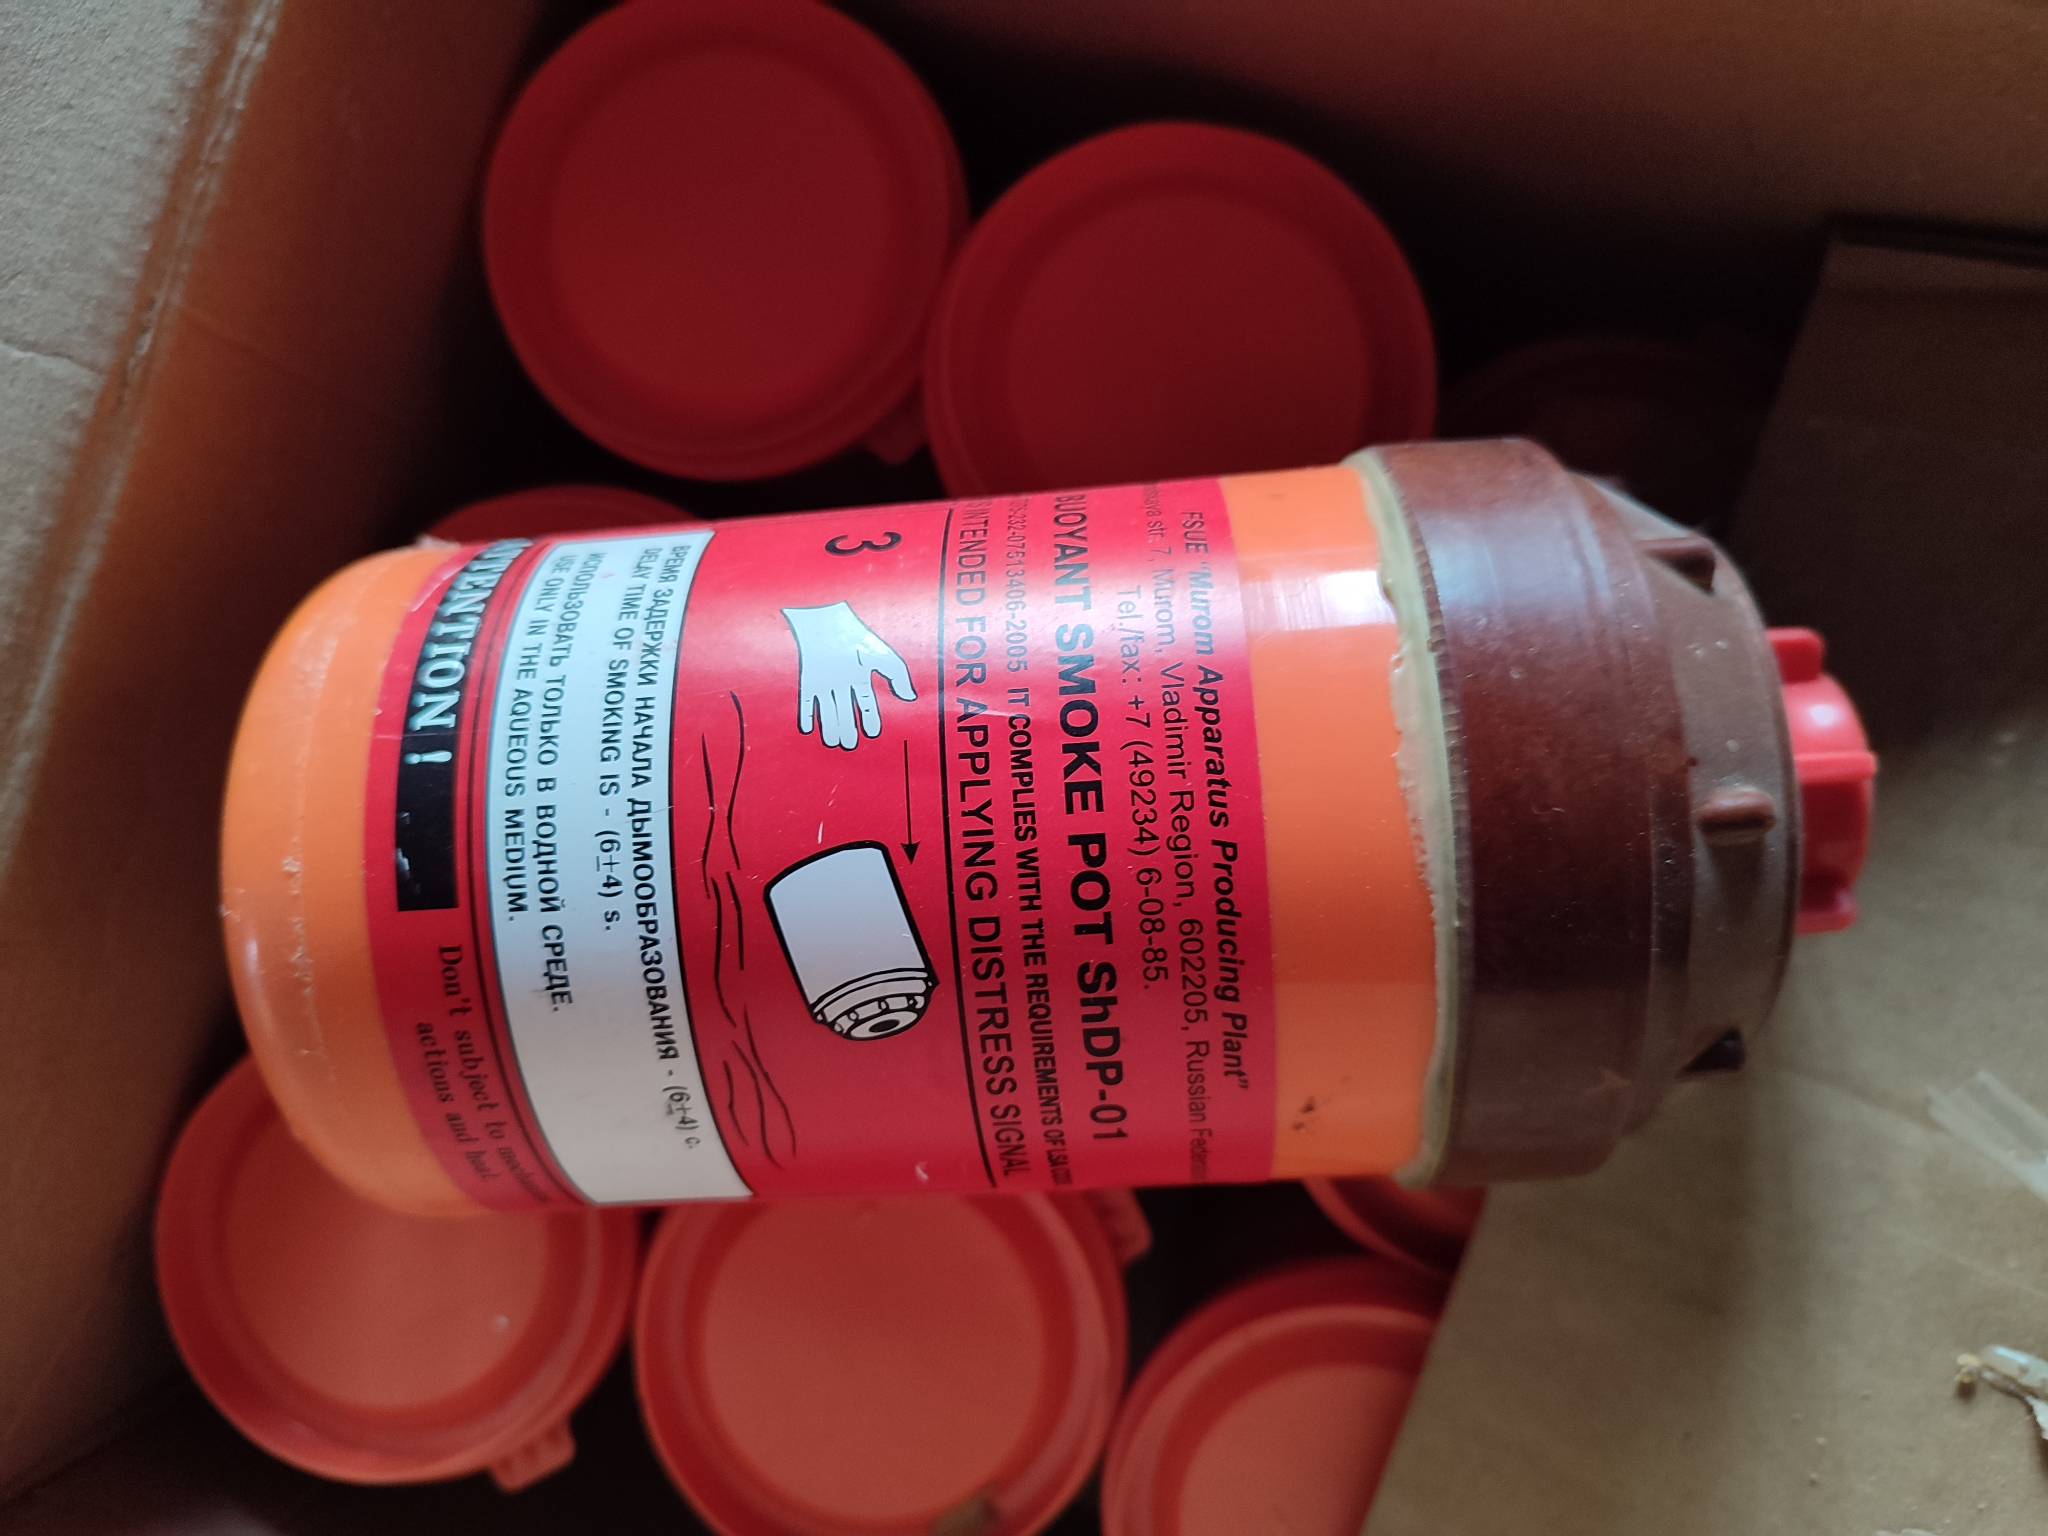 FSUE "Murom Apparatus Producing Plant"
str. 7, Murom, Vladimir Region, 602205, Russian
Tel./fax: +7 (49234) 6-08-85.
BUOYANT SMOKE POT ShDP-01
07513406-2005 IT COMPLIES WITH THE REQUIREMENTS OF LSA
INTENDED FOR APPLYING DISTRESS SIGNAL
3
ВРЕМЯ ЗАДЕРЖКИ НАЧАЛА ДЫМООБРАЗОВАНИЯ - (6±4) с.
DELAY TIME OF SMOKING IS - (6±4) s.
ИСПОЛЬЗОВАТЬ ТОЛЬКО В ВОДНОЙ СРЕДЕ.
USE ONLY IN THE AQUEOUS MEDIUM.
ATTENTION ! Don't subject to
actions and heat